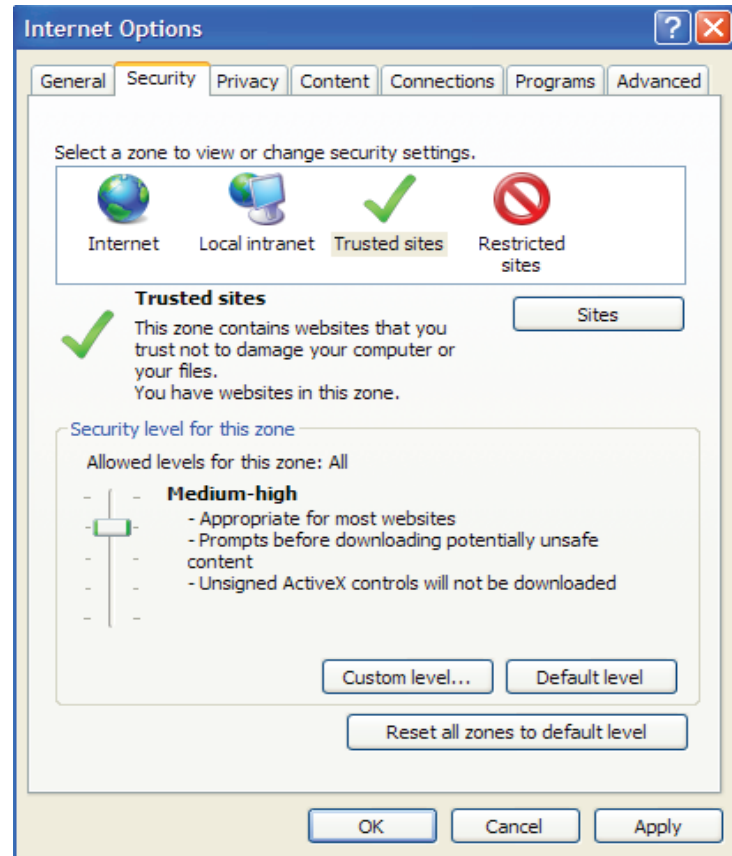 Internet Options
General Security Privacy Content Connections Programs Advanced
Select a zone to view or change security settings.
Internet Local intranet Trusted sites Restricted
sites
Trusted sites
Sites
This zone contains websites that you
trust not to damage your computer or
your files.
You have websites in this zone.
Security level for this zone
Allowed levels for this zone: All
Medium-high
- Appropriate for most websites
- Prompts before downloading potentially unsafe
content
- Unsigned ActiveX controls will not be downloaded
Custom level... Default level
Reset all zones to default level
OK Cancel Apply